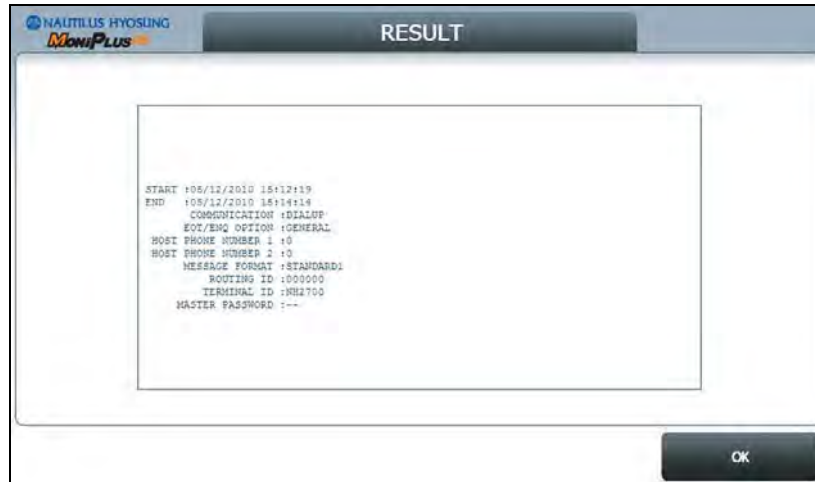 NAUTILUS HYOSUNG
MoniPlus
RESULT
START :05/12/2010 15:12:19
END :05/12/2010 15:14:14
COMMUNICATION :DIALUP
EOT/ENQ OPTION :GENERAL
HOST PHONE NUMBER 1 :0
HOST PHONE NUMBER 2 :0
MESSAGE FORMAT :STANDARD1
ROUTING ID :000000
TERMINAL ID :NH2700
MASTER PASSWORD :--
OK